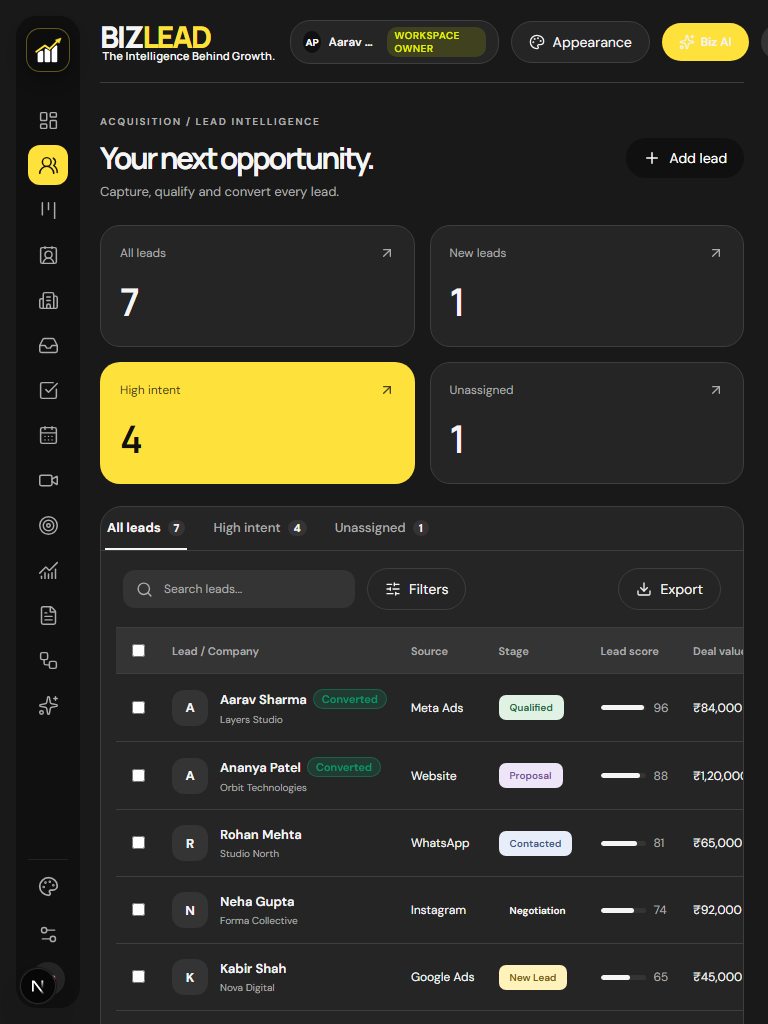 BIZLEAD
The Intelligence Behind Growth.
AP Aarav ... WORKSPACE OWNER
Appearance
Biz AI
ACQUISITION / LEAD INTELLIGENCE
Your next opportunity.
Add lead
Capture, qualify and convert every lead.
All leads
7
New leads
1
High intent
4
Unassigned
1
All leads 7 High intent 4 Unassigned 1
Search leads... Filters Export
Lead / Company Source Stage Lead score Deal value
A Aarav Sharma Converted Meta Ads Qualified 96 ₹84,000
Layers Studio
A Ananya Patel Converted Website Proposal 88 ₹1,20,000
Orbit Technologies
R Rohan Mehta WhatsApp Contacted 81 ₹65,000
Studio North
N Neha Gupta Instagram Negotiation 74 ₹92,000
Forma Collective
K Kabir Shah Google Ads New Lead 65 ₹45,000
Nova Digital
N